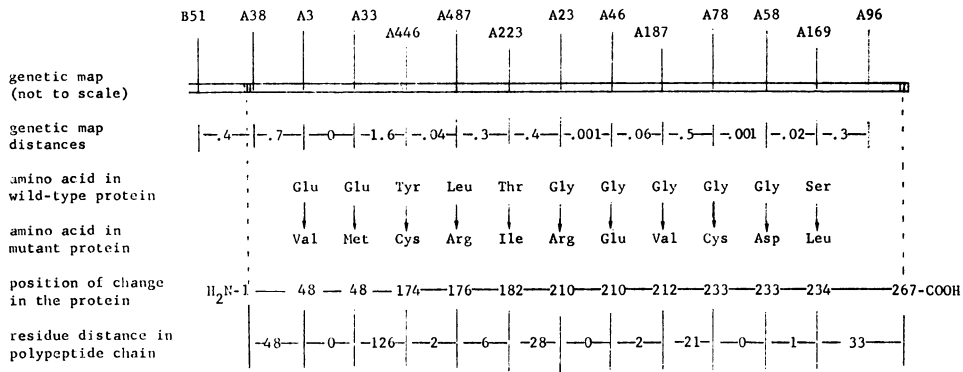 B51 A38 A3 A33 A487 A23 A46 A78 A58 A96
A446 A223 A187 A169
genetic map
(not to scale)
genetic map
distances
.4 .7 0 1.6 .04 .3 .4 .001 .06 .5 .001 .02 .3
amino acid in
wild-type protein
Glu Glu Tyr Leu Thr Gly Gly Gly Gly Gly Ser
amino acid in
mutant protein
Val Met Cys Arg Ile Arg Glu Val Cys Asp Leu
position of change
in the protein
H2N-1 — 48 — 48 — 174 — 176 — 182 — 210 — 210 — 212 — 233 — 233 — 234 — 267-COOH
residue distance in
polypeptide chain
48 0 126 2 6 28 0 2 21 0 1 33